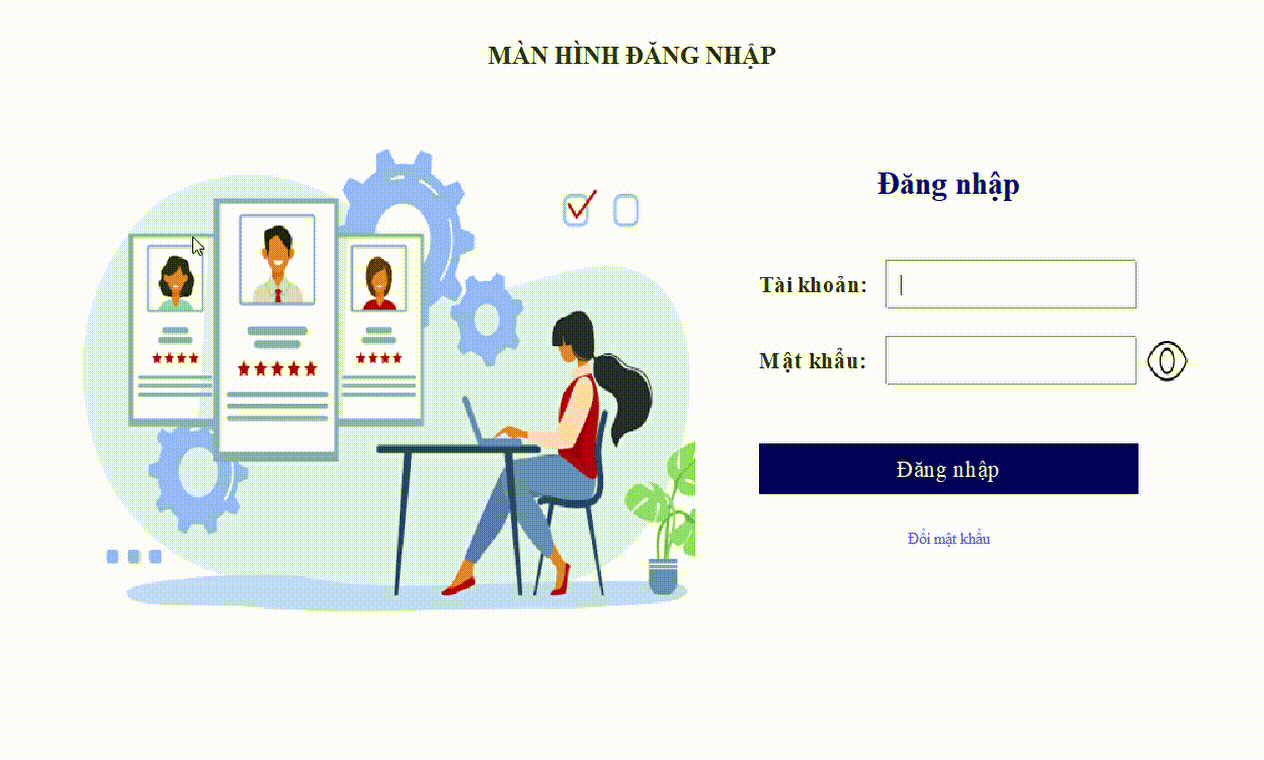 MÀN HÌNH ĐĂNG NHẬP
Đăng nhập
Tài khoản:
Mật khẩu:
Đăng nhập
Đổi mật khẩu